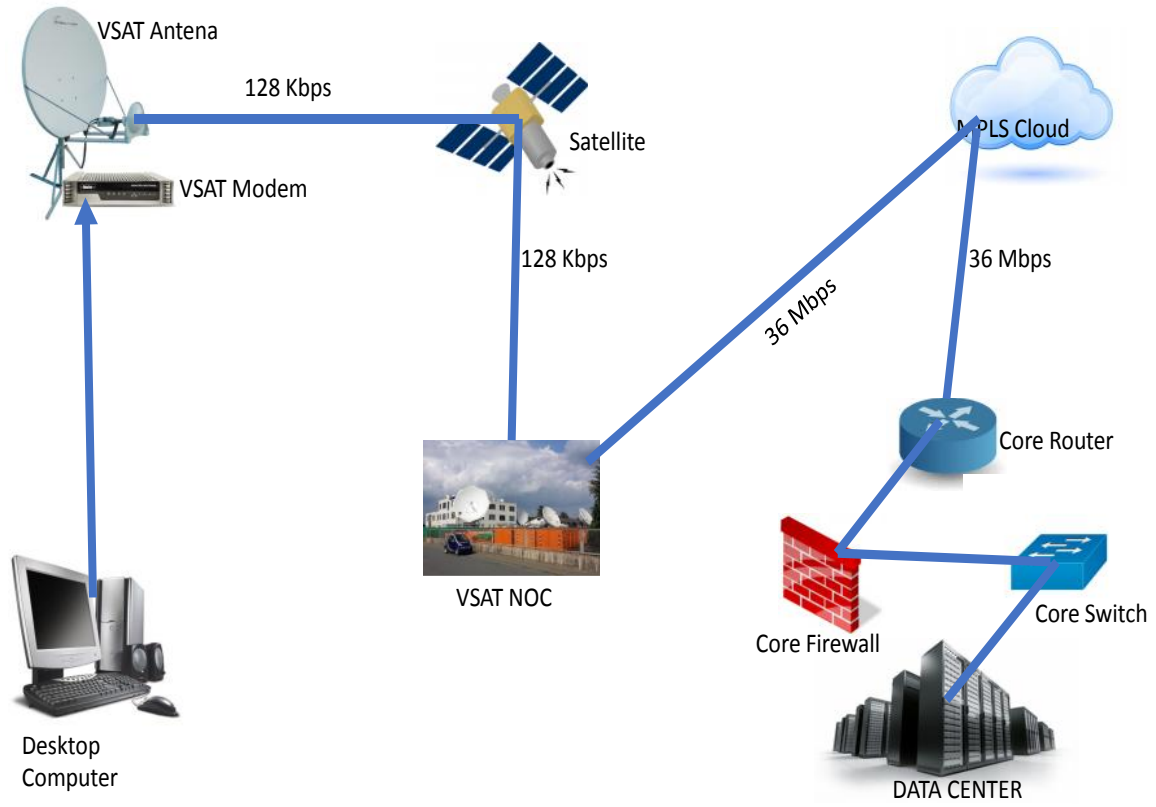 VSAT Antena
128 Kbps
Satellite
MPLS Cloud
VSAT Modem
128 Kbps
36 Mbps
36 Mbps
Core Router
VSAT NOC
Core Switch
Core Firewall
Desktop
Computer
DATA CENTER